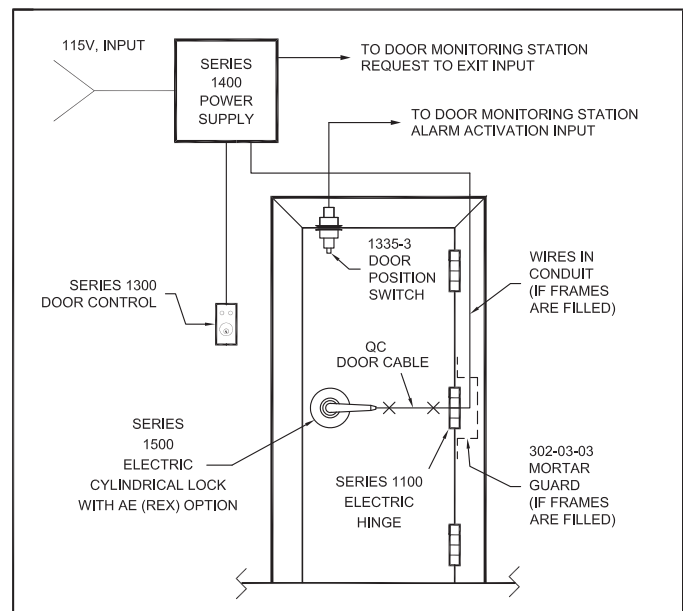 115V, INPUT
SERIES
1400
POWER
SUPPLY
TO DOOR MONITORING STATION
REQUEST TO EXIT INPUT
TO DOOR MONITORING STATION
ALARM ACTIVATION INPUT
1335-3
DOOR
POSITION
SWITCH
WIRES IN
CONDUIT
(IF FRAMES
ARE FILLED)
SERIES 1300
DOOR CONTROL
QC
DOOR CABLE
SERIES
1500
ELECTRIC
CYLINDRICAL LOCK
WITH AE (REX) OPTION
SERIES 1100
ELECTRIC
HINGE
302-03-03
MORTAR
GUARD
(IF FRAMES
ARE FILLED)